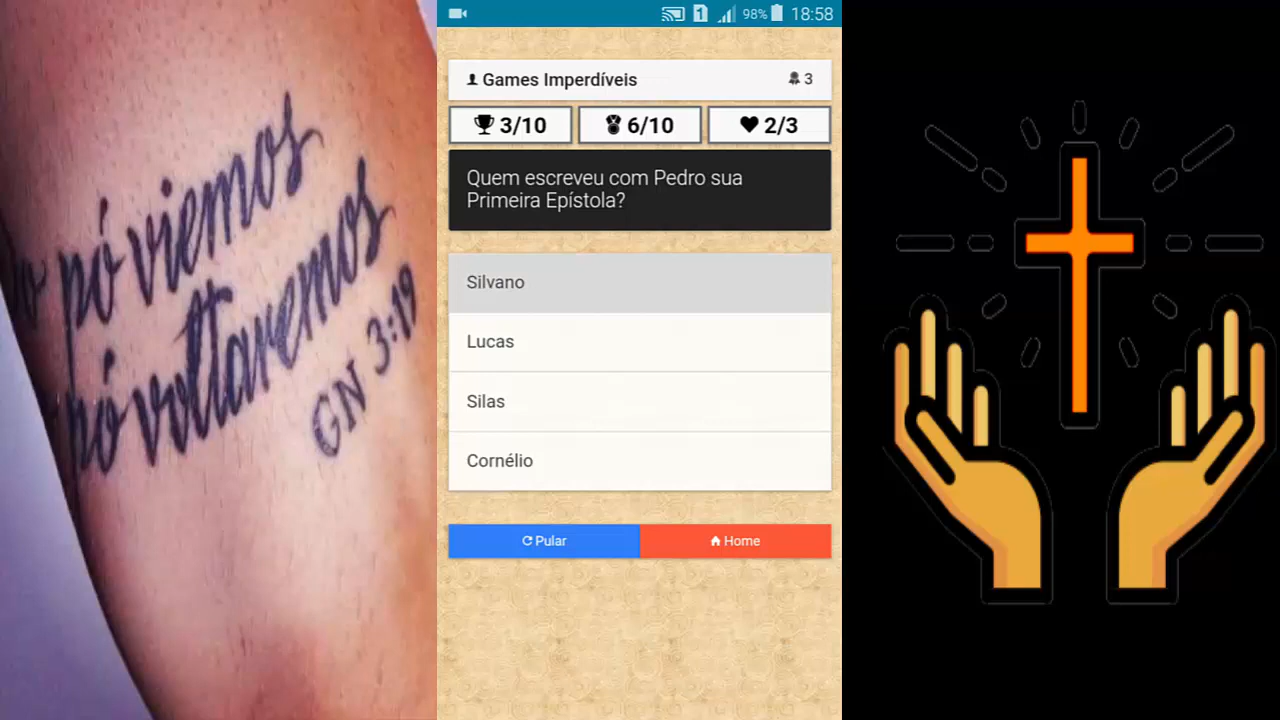 pó viemos
pó voltaremos
GN 3:19
98% 18:58
Games Imperdíveis 3
3/10 6/10 2/3
Quem escreveu com Pedro sua
Primeira Epístola?
Silvano
Lucas
Silas
Cornélio
Pular Home